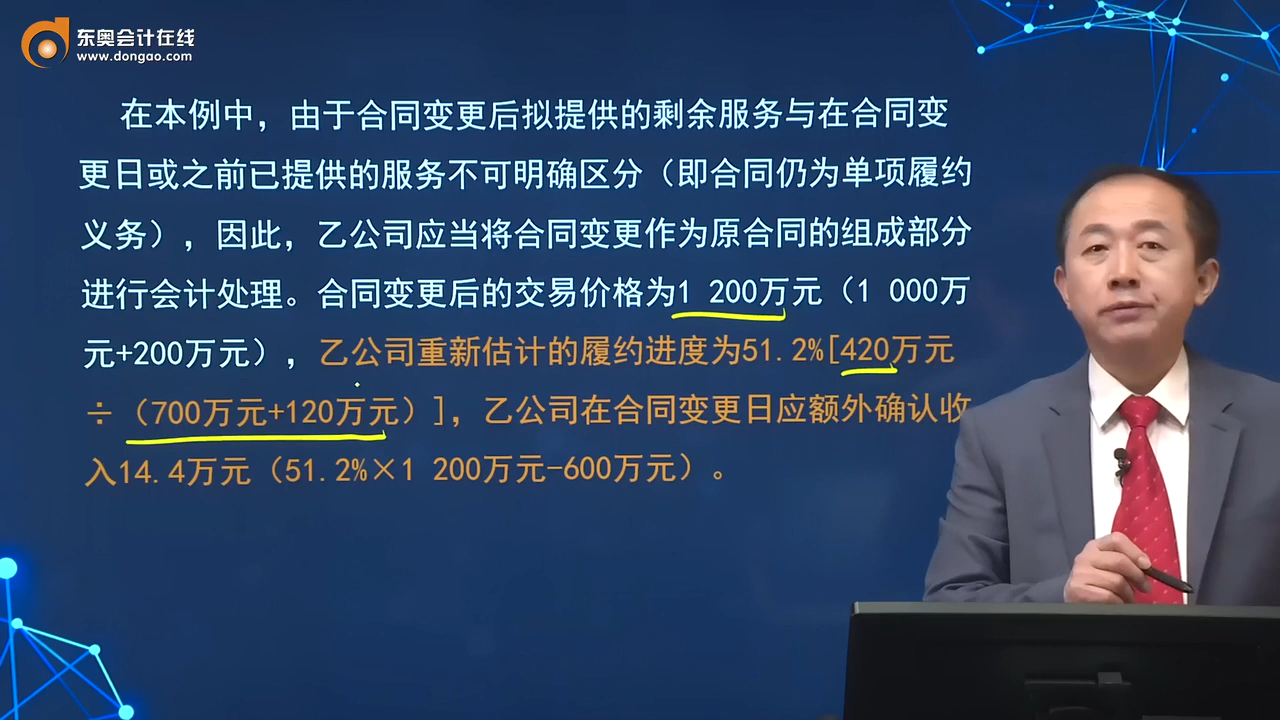 东奥会计在线
www.dongao.com
在本例中，由于合同变更后拟提供的剩余服务与在合同变
更日或之前已提供的服务不可明确区分（即合同仍为单项履约
义务），因此，乙公司应当将合同变更作为原合同的组成部分
进行会计处理。合同变更后的交易价格为1 200万元（1 000万
元+200万元），乙公司重新估计的履约进度为51.2%[420万元
÷（700万元+120万元）]，乙公司在合同变更日应额外确认收
入14.4万元（51.2%×1 200万元-600万元）。